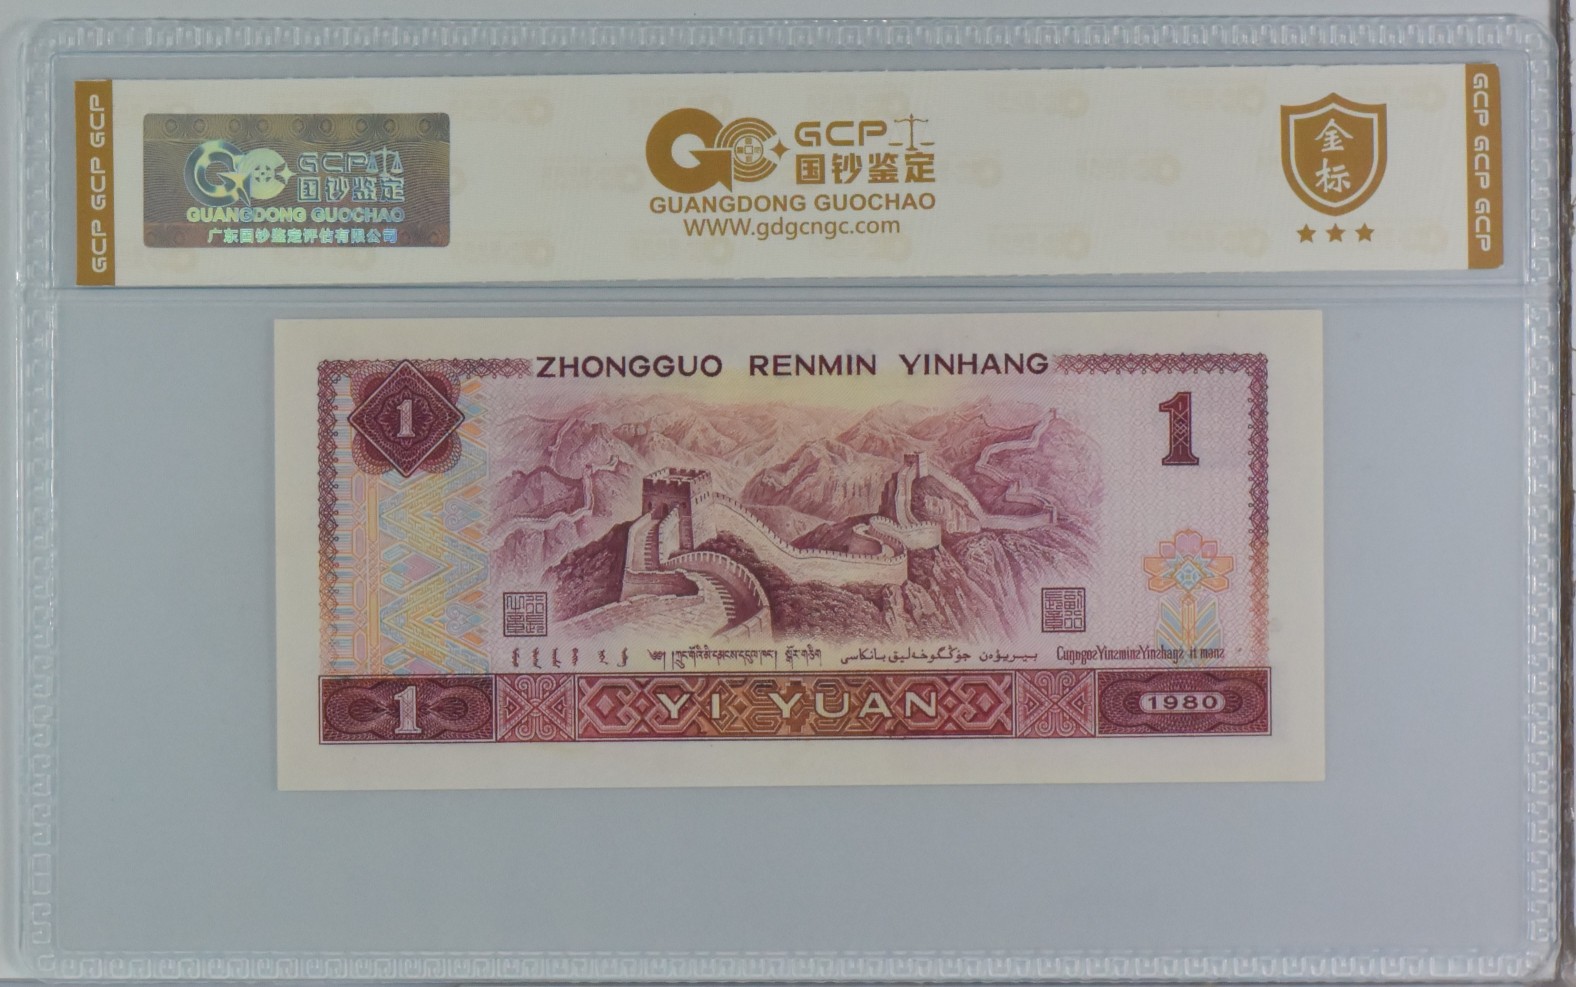 GCP GCP GCP
GCP
国钞鉴定
GUANGDONG GUOCHAO
广东国钞鉴定评估有限公司
GCP
国钞鉴定
GUANGDONG GUOCHAO
WWW.gdgcngc.com
金标
GCP GCP GCP
ZHONGGUO RENMIN YINHANG
1
1
YI YUAN
1
1980